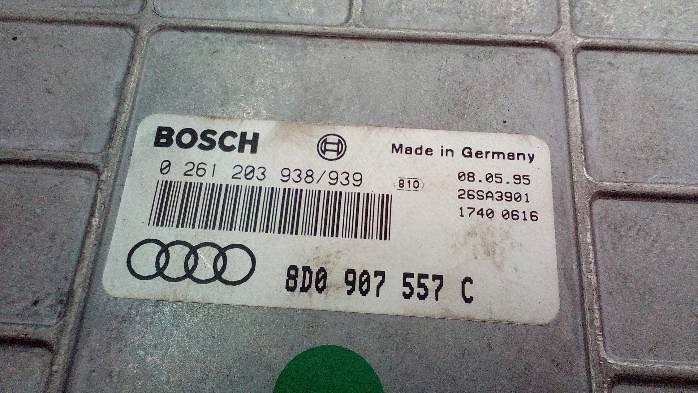 BOSCH
Made in Germany
0 261 203 938/939
810
08.05.95
26SA3901
1740 0616
8D0 907 557 C